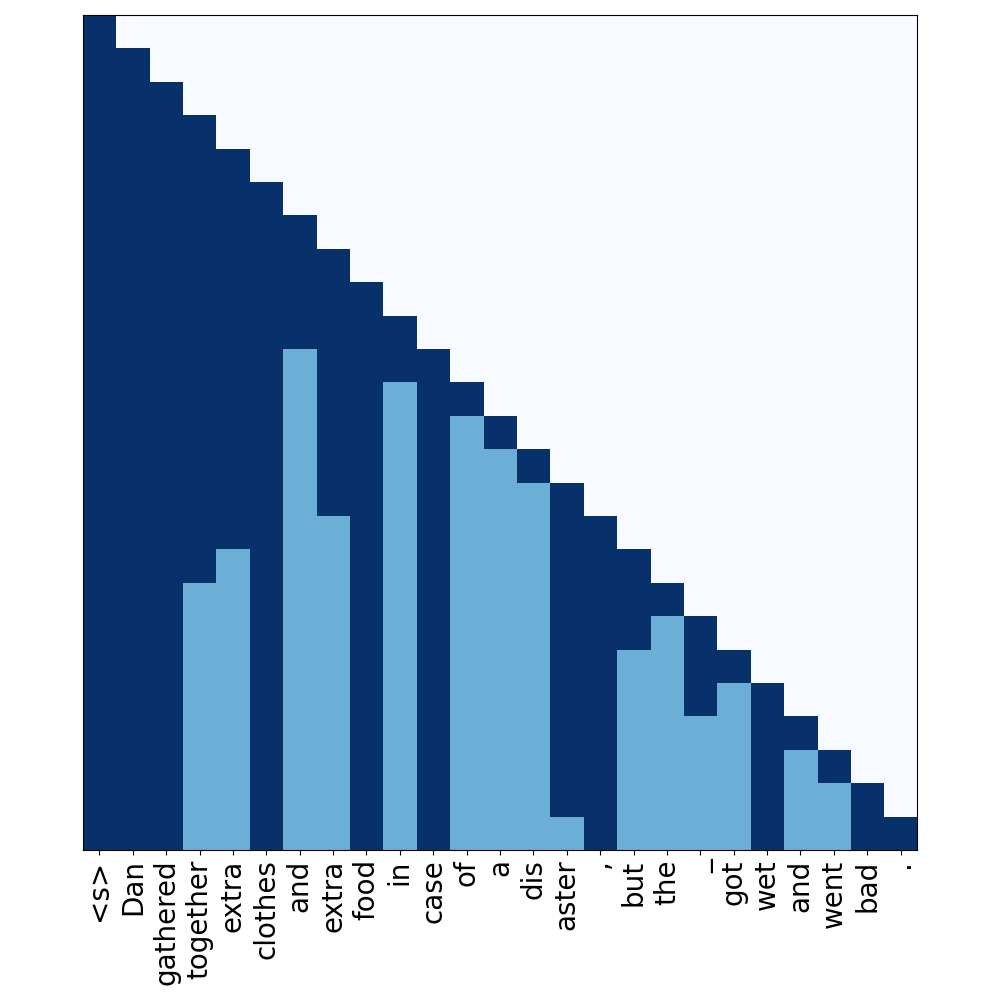 <s> Dan gathered together extra clothes and extra food in case of a dis aster , but the _ got wet and went bad .